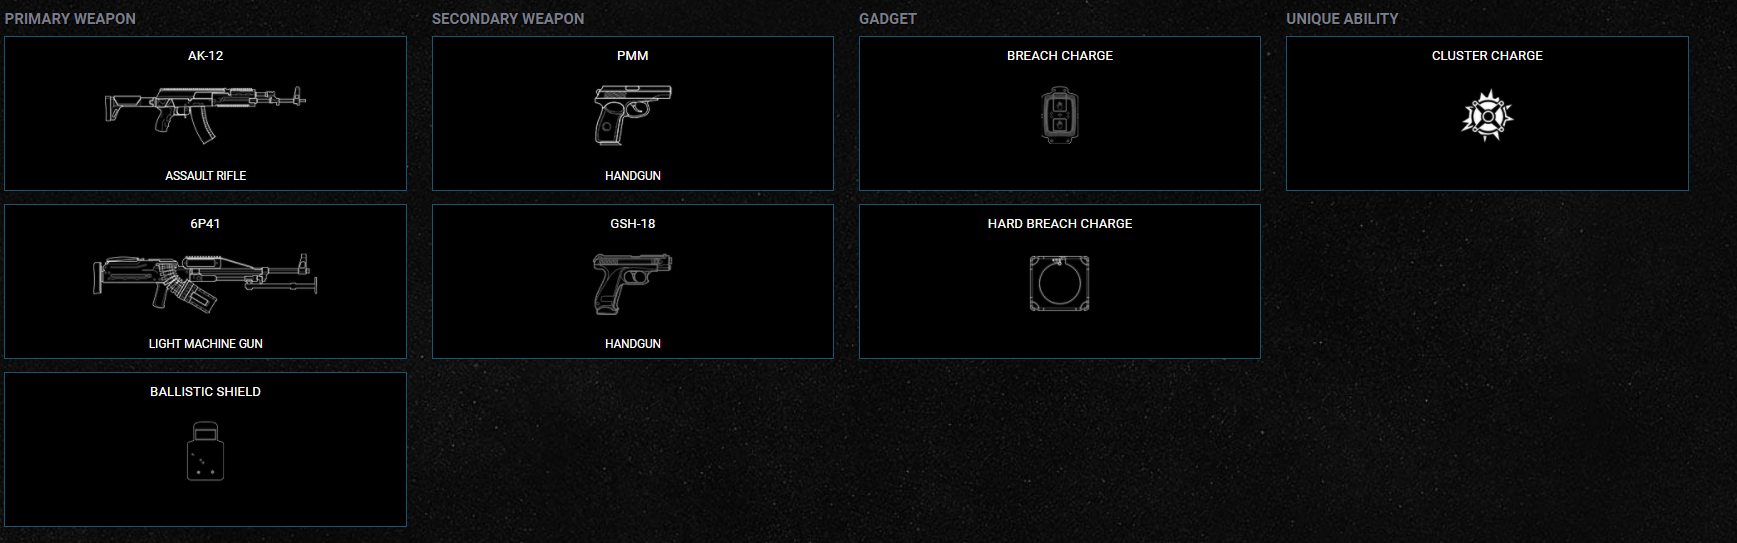 PRIMARY WEAPON
SECONDARY WEAPON
GADGET
UNIQUE ABILITY
AK-12
ASSAULT RIFLE
PMM
HANDGUN
BREACH CHARGE
CLUSTER CHARGE
6P41
LIGHT MACHINE GUN
GSH-18
HANDGUN
HARD BREACH CHARGE
BALLISTIC SHIELD